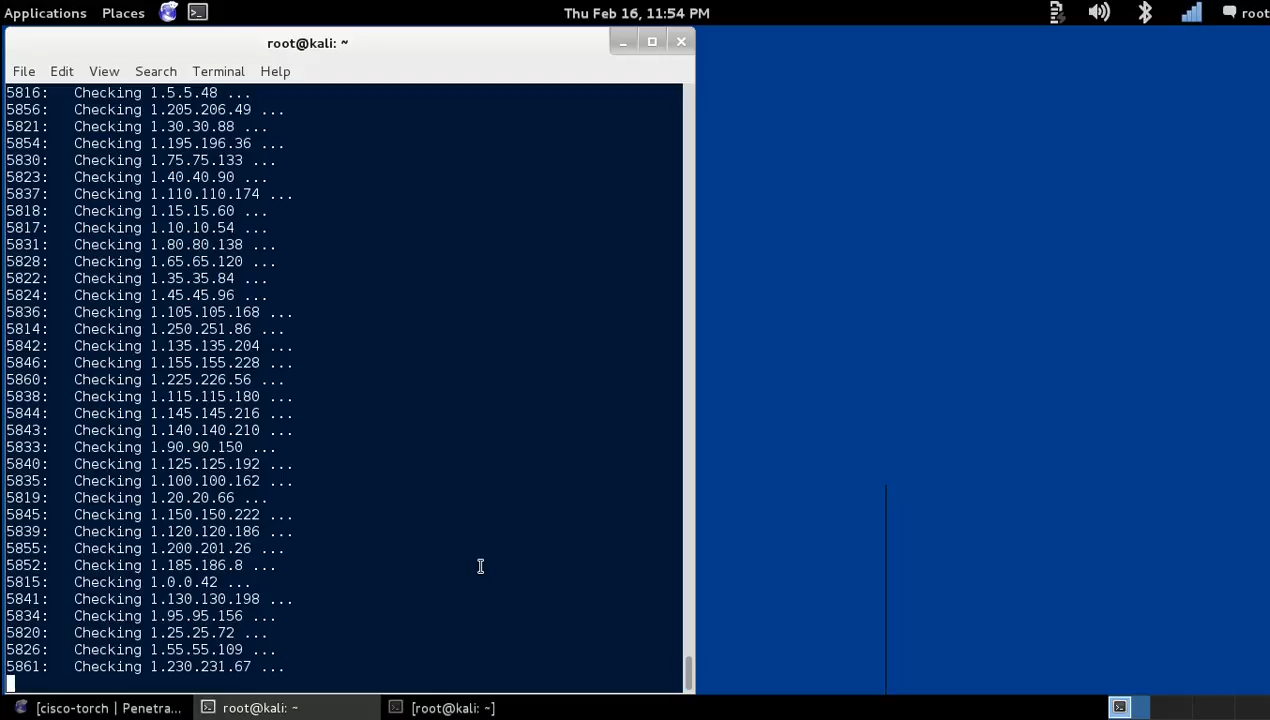 Applications Places Thu Feb 16, 11:54 PM root
root@kali: ~
File Edit View Search Terminal Help
5816: Checking 1.5.5.48 ...
5856: Checking 1.205.206.49 ...
5821: Checking 1.30.30.88 ...
5854: Checking 1.195.196.36 ...
5830: Checking 1.75.75.133 ...
5823: Checking 1.40.40.90 ...
5837: Checking 1.110.110.174 ...
5818: Checking 1.15.15.60 ...
5817: Checking 1.10.10.54 ...
5831: Checking 1.80.80.138 ...
5828: Checking 1.65.65.120 ...
5822: Checking 1.35.35.84 ...
5824: Checking 1.45.45.96 ...
5836: Checking 1.105.105.168 ...
5814: Checking 1.250.251.86 ...
5842: Checking 1.135.135.204 ...
5846: Checking 1.155.155.228 ...
5860: Checking 1.225.226.56 ...
5838: Checking 1.115.115.180 ...
5844: Checking 1.145.145.216 ...
5843: Checking 1.140.140.210 ...
5833: Checking 1.90.90.150 ...
5840: Checking 1.125.125.192 ...
5835: Checking 1.100.100.162 ...
5819: Checking 1.20.20.66 ...
5845: Checking 1.150.150.222 ...
5839: Checking 1.120.120.186 ...
5855: Checking 1.200.201.26 ...
5852: Checking 1.185.186.8 ...
5815: Checking 1.0.0.42 ...
5841: Checking 1.130.130.198 ...
5834: Checking 1.95.95.156 ...
5820: Checking 1.25.25.72 ...
5826: Checking 1.55.55.109 ...
5861: Checking 1.230.231.67 ...
[cisco-torch | Penetra... root@kali: ~ [root@kali: ~]